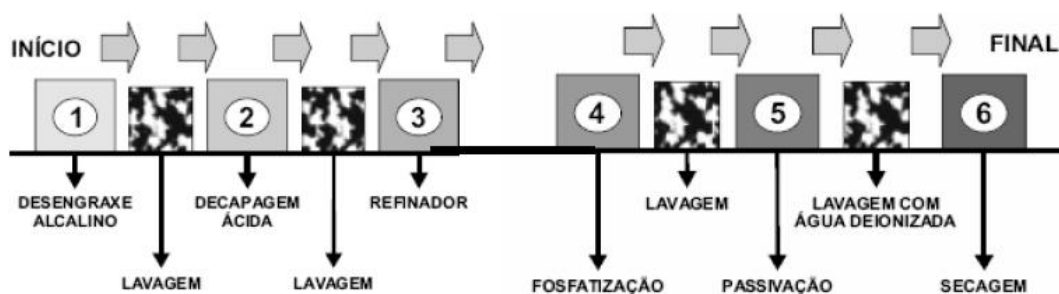 INÍCIO
FINAL
1
2
3
4
5
6
DESENGRAXE
ALCALINO
LAVAGEM
DECAPAGEM
ÁCIDA
LAVAGEM
REFINADOR
FOSFATIZAÇÃO
LAVAGEM
PASSIVAÇÃO
LAVAGEM COM
ÁGUA DEIONIZADA
SECAGEM